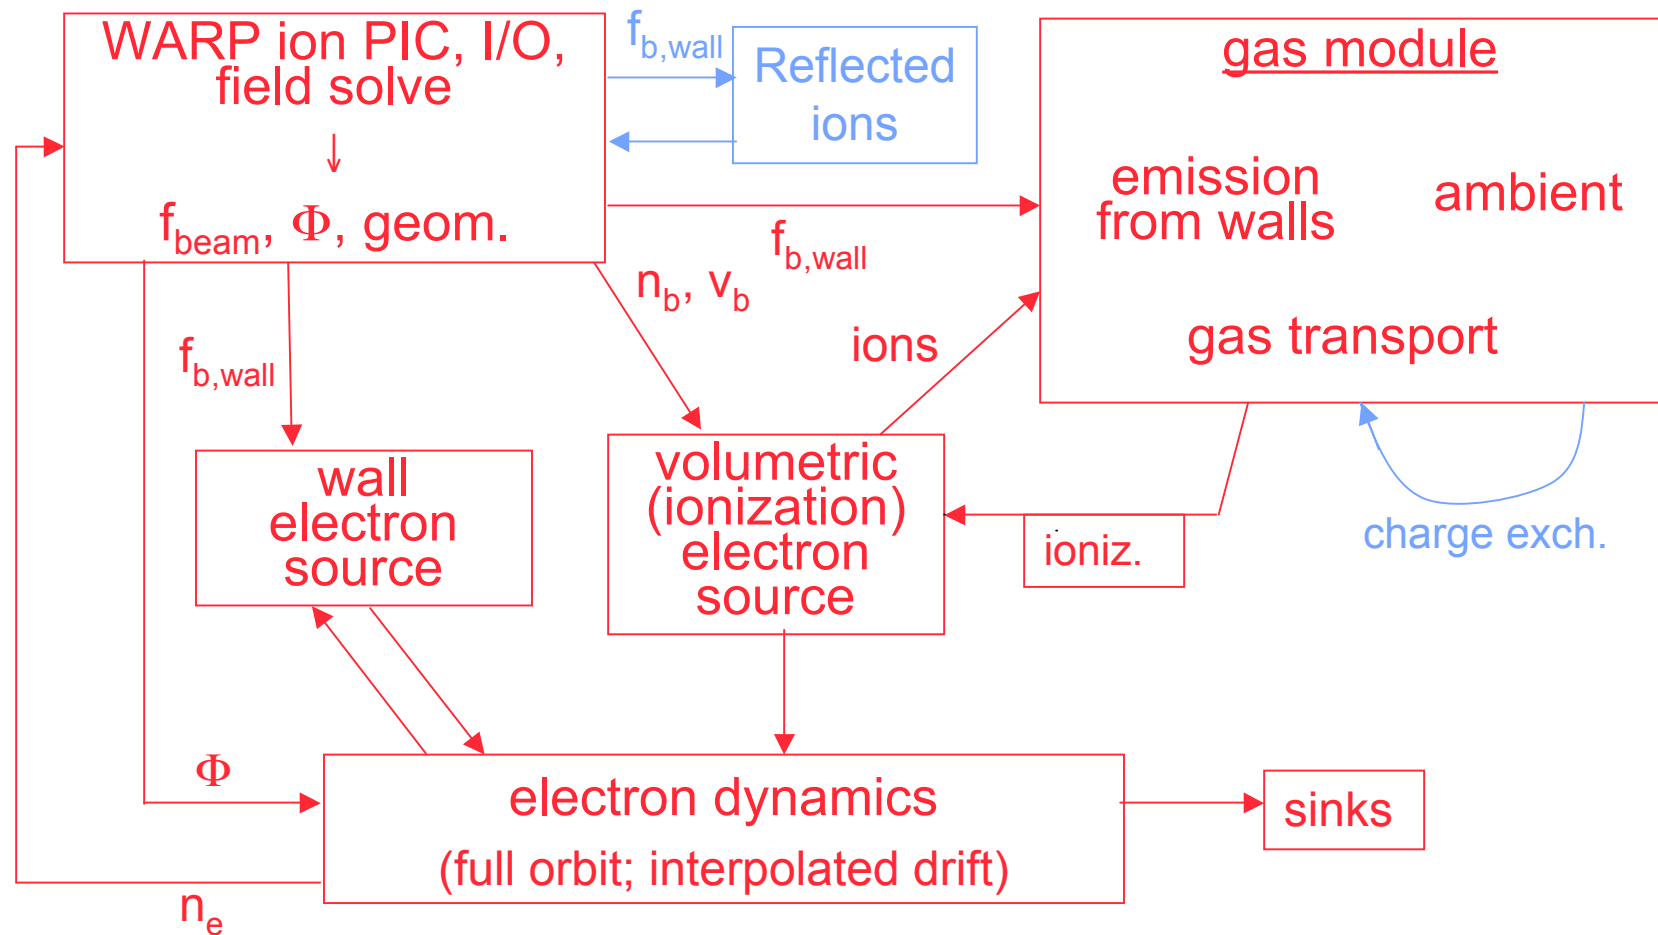 WARP ion PIC, I/O,
field solve
↓
f_beam, Φ, geom.
f_b,wall
Reflected
ions
gas module
emission
from walls
ambient
gas transport
f_b,wall
n_b, v_b
ions
f_b,wall
wall
electron
source
volumetric
(ionization)
electron
source
ioniz.
charge exch.
Φ
electron dynamics
(full orbit; interpolated drift)
sinks
n_e